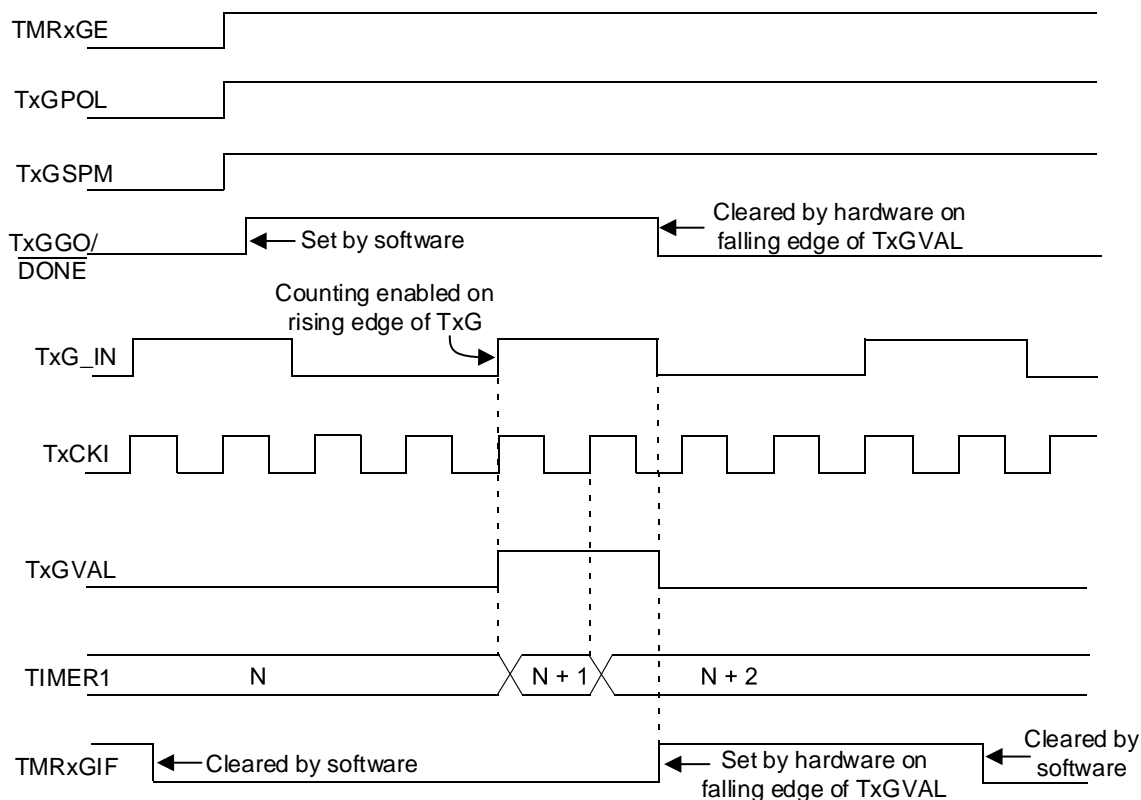 TMRxGE
TxGPOL
TxGSPM
TxGGO/
DONE
Set by software
Cleared by hardware on
falling edge of TxGVAL
Counting enabled on
rising edge of TxG
TxG_IN
TxCKI
TxGVAL
TIMER1
N
N + 1
N + 2
TMRxGIF
Cleared by software
Set by hardware on
falling edge of TxGVAL
Cleared by
software